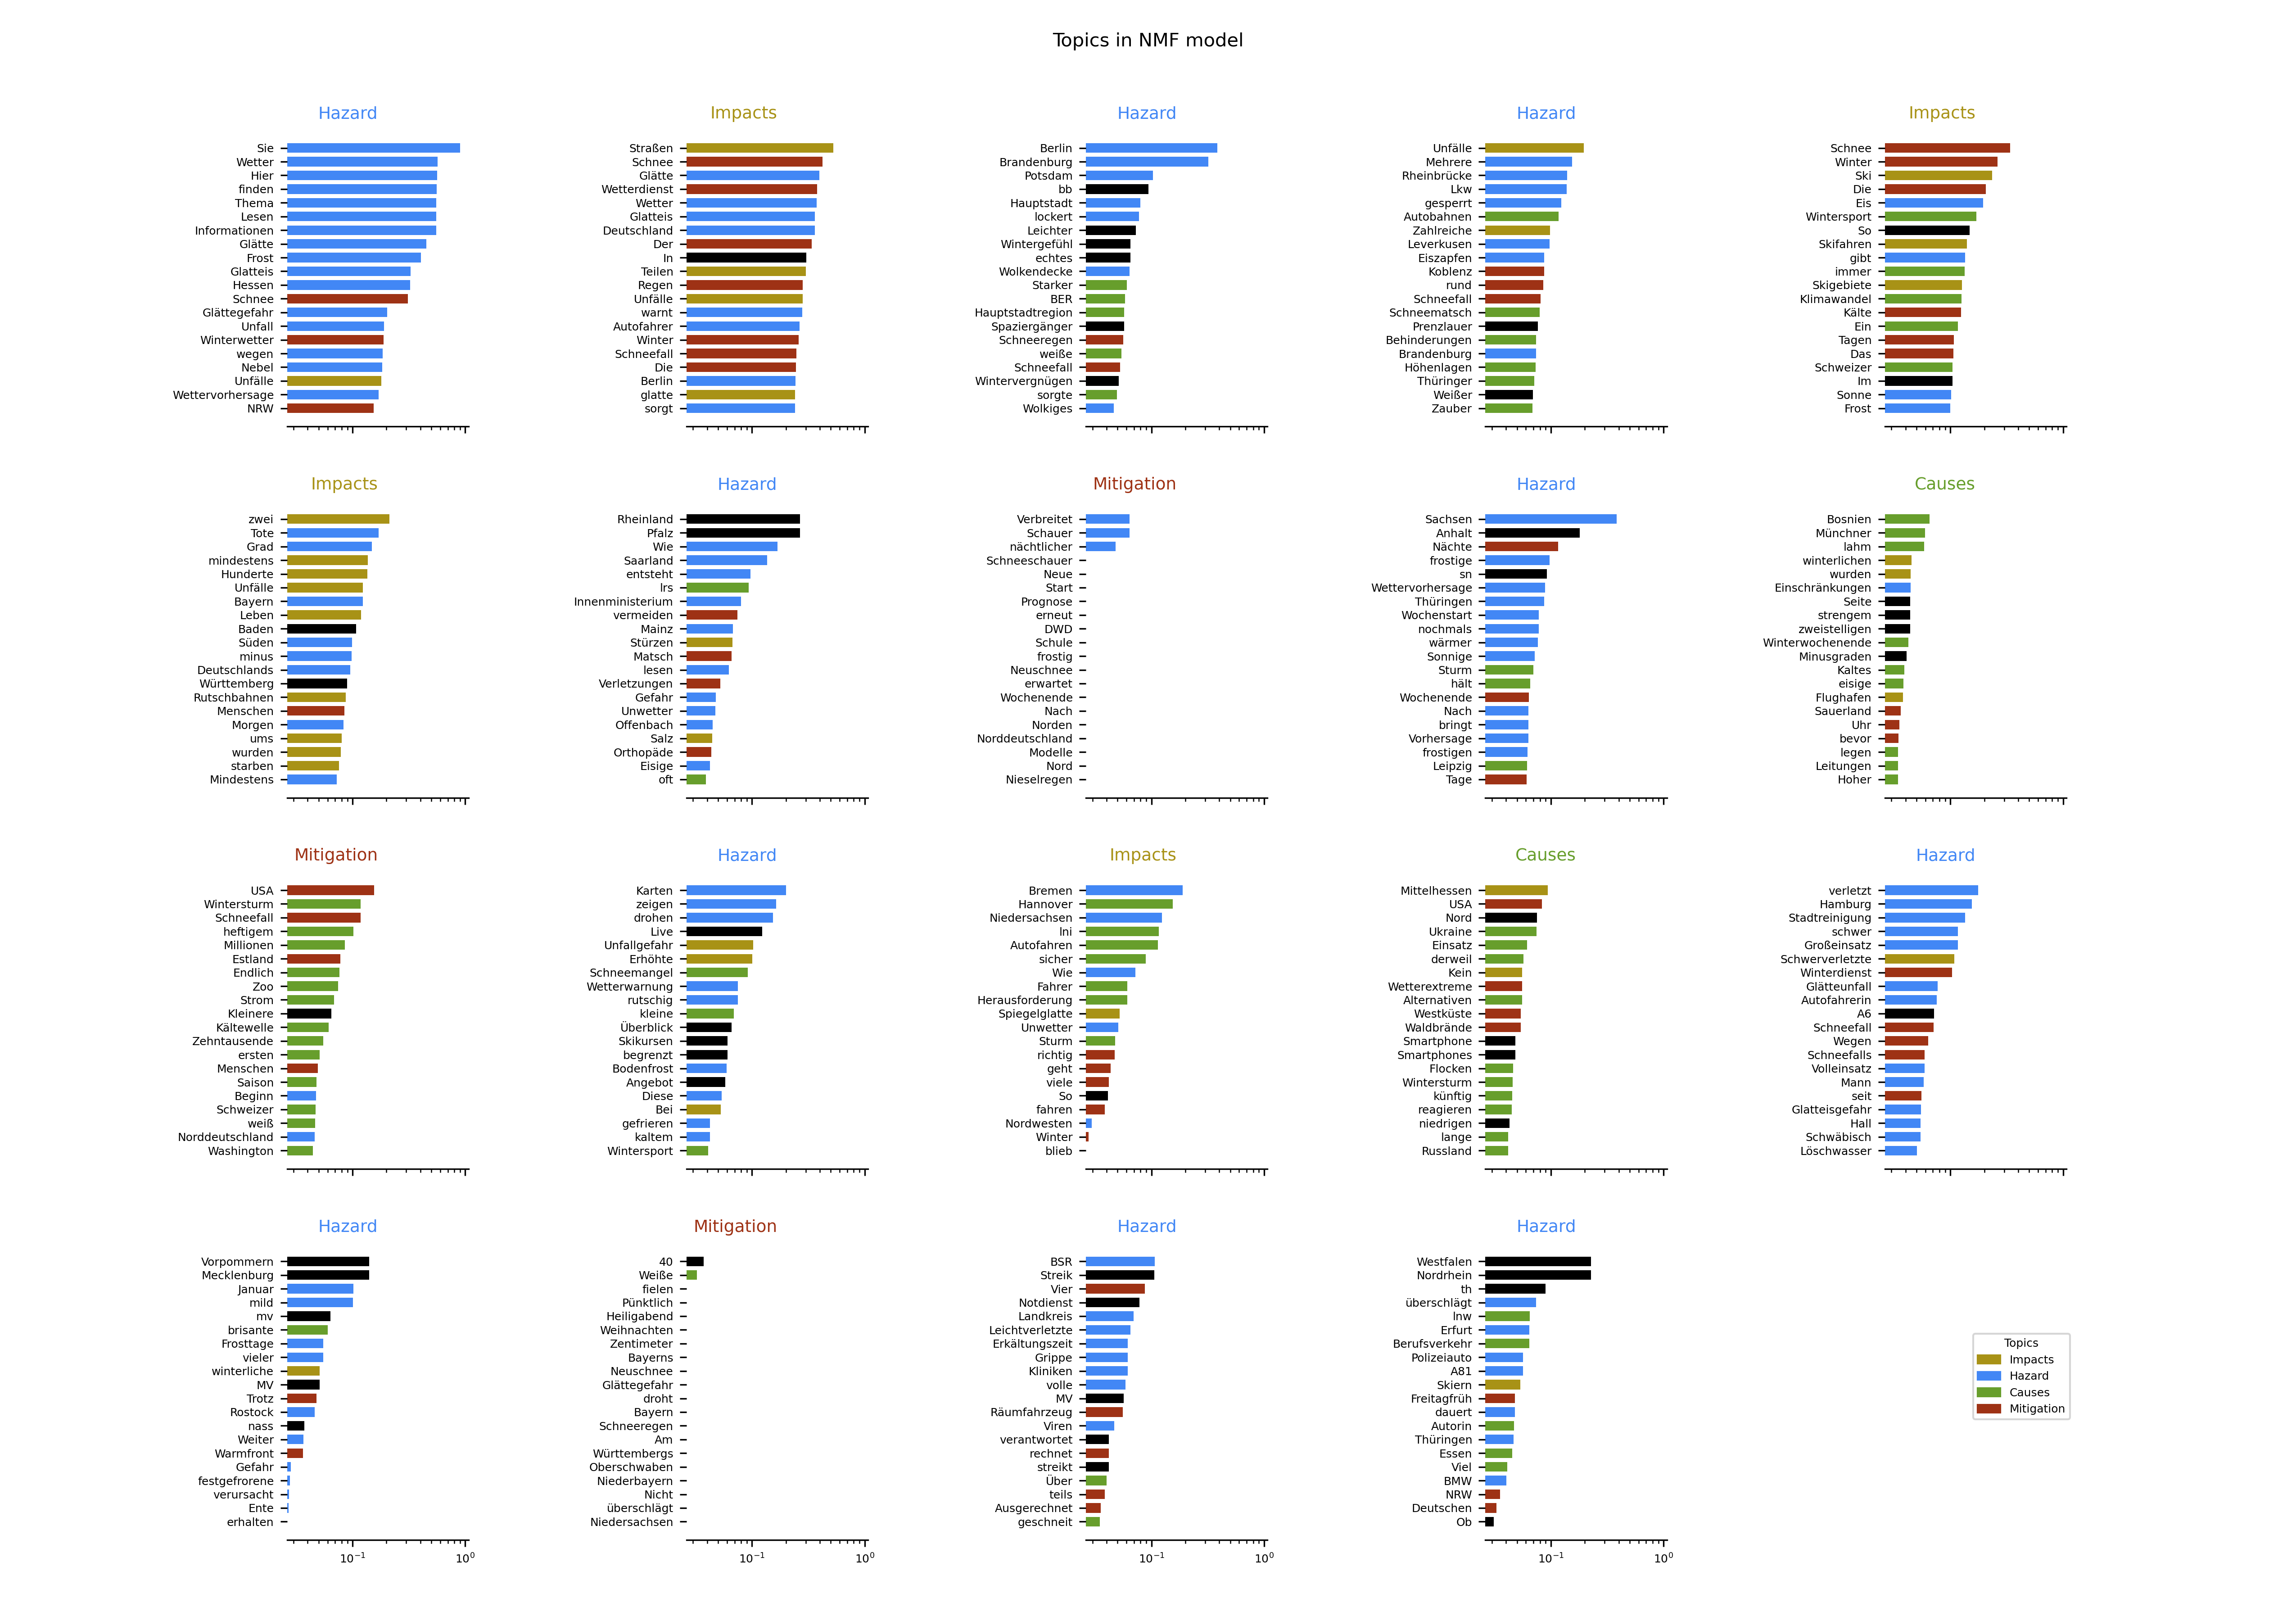 Topics in NMF model
Hazard
Sie
Wetter
Hier
finden
Thema
Lesen
Informationen
Glätte
Frost
Glatteis
Hessen
Schnee
Glättegefahr
Unfall
Winterwetter
wegen
Nebel
Unfälle
Wettervorhersage
NRW
Impacts
Straßen
Schnee
Glätte
Wetterdienst
Wetter
Glatteis
Deutschland
Der
In
Teilen
Regen
Unfälle
warnt
Autofahrer
Winter
Schneefall
Die
Berlin
glatte
sorgt
Hazard
Berlin
Brandenburg
Potsdam
bb
Hauptstadt
lockert
Leichter
Wintergefühl
echtes
Wolkendecke
Starker
BER
Hauptstadtregion
Spaziergänger
Schneeregen
weiße
Schneefall
Wintervergnügen
sorgte
Wolkiges
Hazard
Unfälle
Mehrere
Rheinbrücke
Lkw
gesperrt
Autobahnen
Zahlreiche
Leverkusen
Eiszapfen
Koblenz
rund
Schneefall
Schneematsch
Prenzlauer
Behinderungen
Brandenburg
Höhenlagen
Thüringer
Weißer
Zauber
Impacts
Schnee
Winter
Ski
Die
Eis
Wintersport
So
Skifahren
gibt
immer
Skigebiete
Klimawandel
Kälte
Ein
Tagen
Das
Schweizer
Im
Sonne
Frost
Impacts
zwei
Tote
Grad
mindestens
Hunderte
Unfälle
Bayern
Leben
Baden
Süden
minus
Deutschlands
Württemberg
Rutschbahnen
Menschen
Morgen
ums
wurden
starben
Mindestens
Hazard
Rheinland
Pfalz
Wie
Saarland
entsteht
lrs
Innenministerium
vermeiden
Mainz
Stürzen
Matsch
lesen
Verletzungen
Gefahr
Unwetter
Offenbach
Salz
Orthopäde
Eisige
oft
Mitigation
Verbreitet
Schauer
nächtlicher
Schneeschauer
Neue
Start
Prognose
erneut
DWD
Schule
frostig
Neuschnee
erwartet
Wochenende
Nach
Norden
Norddeutschland
Modelle
Nord
Nieselregen
Hazard
Sachsen
Anhalt
Nächte
frostige
sn
Wettervorhersage
Thüringen
Wochenstart
nochmals
wärmer
Sonnige
Sturm
hält
Wochenende
Nach
bringt
Vorhersage
frostigen
Leipzig
Tage
Causes
Bosnien
Münchner
lahm
winterlichen
wurden
Einschränkungen
Seite
strengem
zweistelligen
Winterwochenende
Minusgraden
Kaltes
eisige
Flughafen
Sauerland
Uhr
bevor
legen
Leitungen
Hoher
Mitigation
USA
Wintersturm
Schneefall
heftigem
Millionen
Estland
Endlich
Zoo
Strom
Kleinere
Kältewelle
Zehntausende
ersten
Menschen
Saison
Beginn
Schweizer
weiß
Norddeutschland
Washington
Hazard
Karten
zeigen
drohen
Live
Unfallgefahr
Erhöhte
Schneemangel
Wetterwarnung
rutschig
kleine
Überblick
Skikursen
begrenzt
Bodenfrost
Angebot
Diese
Bei
gefrieren
kaltem
Wintersport
Impacts
Bremen
Hannover
Niedersachsen
lni
Autofahren
sicher
Wie
Fahrer
Herausforderung
Spiegelglatte
Unwetter
Sturm
richtig
geht
viele
So
fahren
Nordwesten
Winter
blieb
Causes
Mittelhessen
USA
Nord
Ukraine
Einsatz
derweil
Kein
Wetterextreme
Alternativen
Westküste
Waldbrände
Smartphone
Smartphones
Flocken
Wintersturm
künftig
reagieren
niedrigen
lange
Russland
Hazard
verletzt
Hamburg
Stadtreinigung
schwer
Großeinsatz
Schwerverletzte
Winterdienst
Glätteunfall
Autofahrerin
A6
Schneefall
Wegen
Schneefalls
Volleinsatz
Mann
seit
Glatteisgefahr
Hall
Schwäbisch
Löschwasser
Hazard
Vorpommern
Mecklenburg
Januar
mild
mv
brisante
Frosttage
vieler
winterliche
MV
Trotz
Rostock
nass
Weiter
Warmfront
Gefahr
festgefrorene
verursacht
Ente
erhalten
10⁻¹ 10⁰
Mitigation
40
Weiße
fielen
Pünktlich
Heiligabend
Weihnachten
Zentimeter
Bayerns
Neuschnee
Glättegefahr
droht
Bayern
Schneeregen
Am
Württembergs
Oberschwaben
Niederbayern
Nicht
überschlägt
Niedersachsen
10⁻¹ 10⁰
Hazard
BSR
Streik
Vier
Notdienst
Landkreis
Leichtverletzte
Erkältungszeit
Grippe
Kliniken
volle
MV
Räumfahrzeug
Viren
verantwortet
rechnet
streikt
Über
teils
Ausgerechnet
geschneit
10⁻¹ 10⁰
Hazard
Westfalen
Nordrhein
th
überschlägt
lnw
Erfurt
Berufsverkehr
Polizeiauto
A81
Skiern
Freitagfrüh
dauert
Autorin
Thüringen
Essen
Viel
BMW
NRW
Deutschen
Ob
10⁻¹ 10⁰
Topics
Impacts
Hazard
Causes
Mitigation